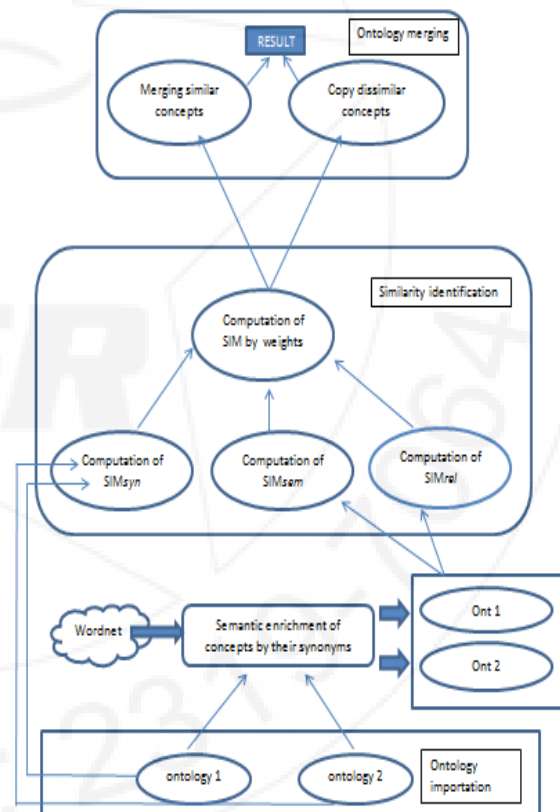 RESULT
Ontology merging
Merging similar
concepts
Copy dissimilar
concepts
Similarity identification
Computation of
SIM by weights
Computation of
SIMsyn
Computation of
SIMsem
Computation of
SIMrel
Wordnet
Semantic enrichment of
concepts by their synonyms
Ont 1
Ont 2
ontology 1
ontology 2
Ontology
importation